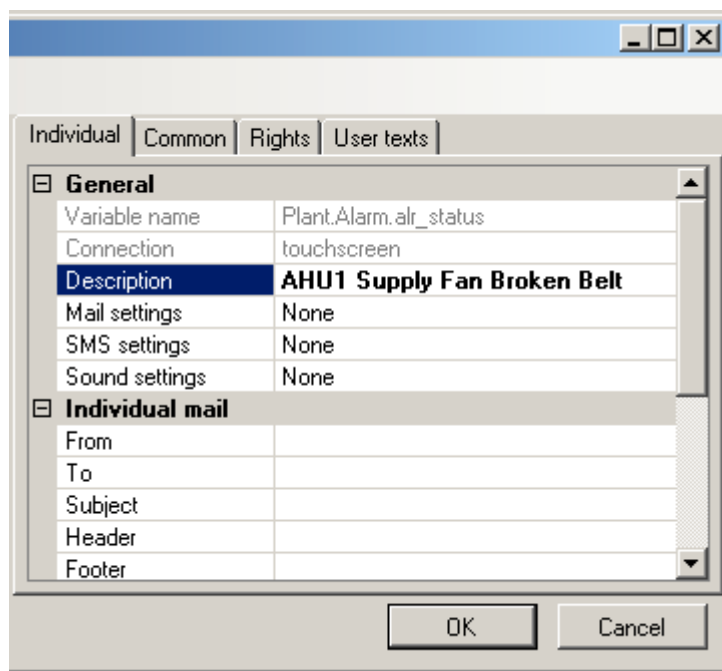 Individual Common Rights User texts
General
Variable name Plant.Alarm.alr_status
Connection touchscreen
Description AHU1 Supply Fan Broken Belt
Mail settings None
SMS settings None
Sound settings None
Individual mail
From
To
Subject
Header
Footer
OK Cancel